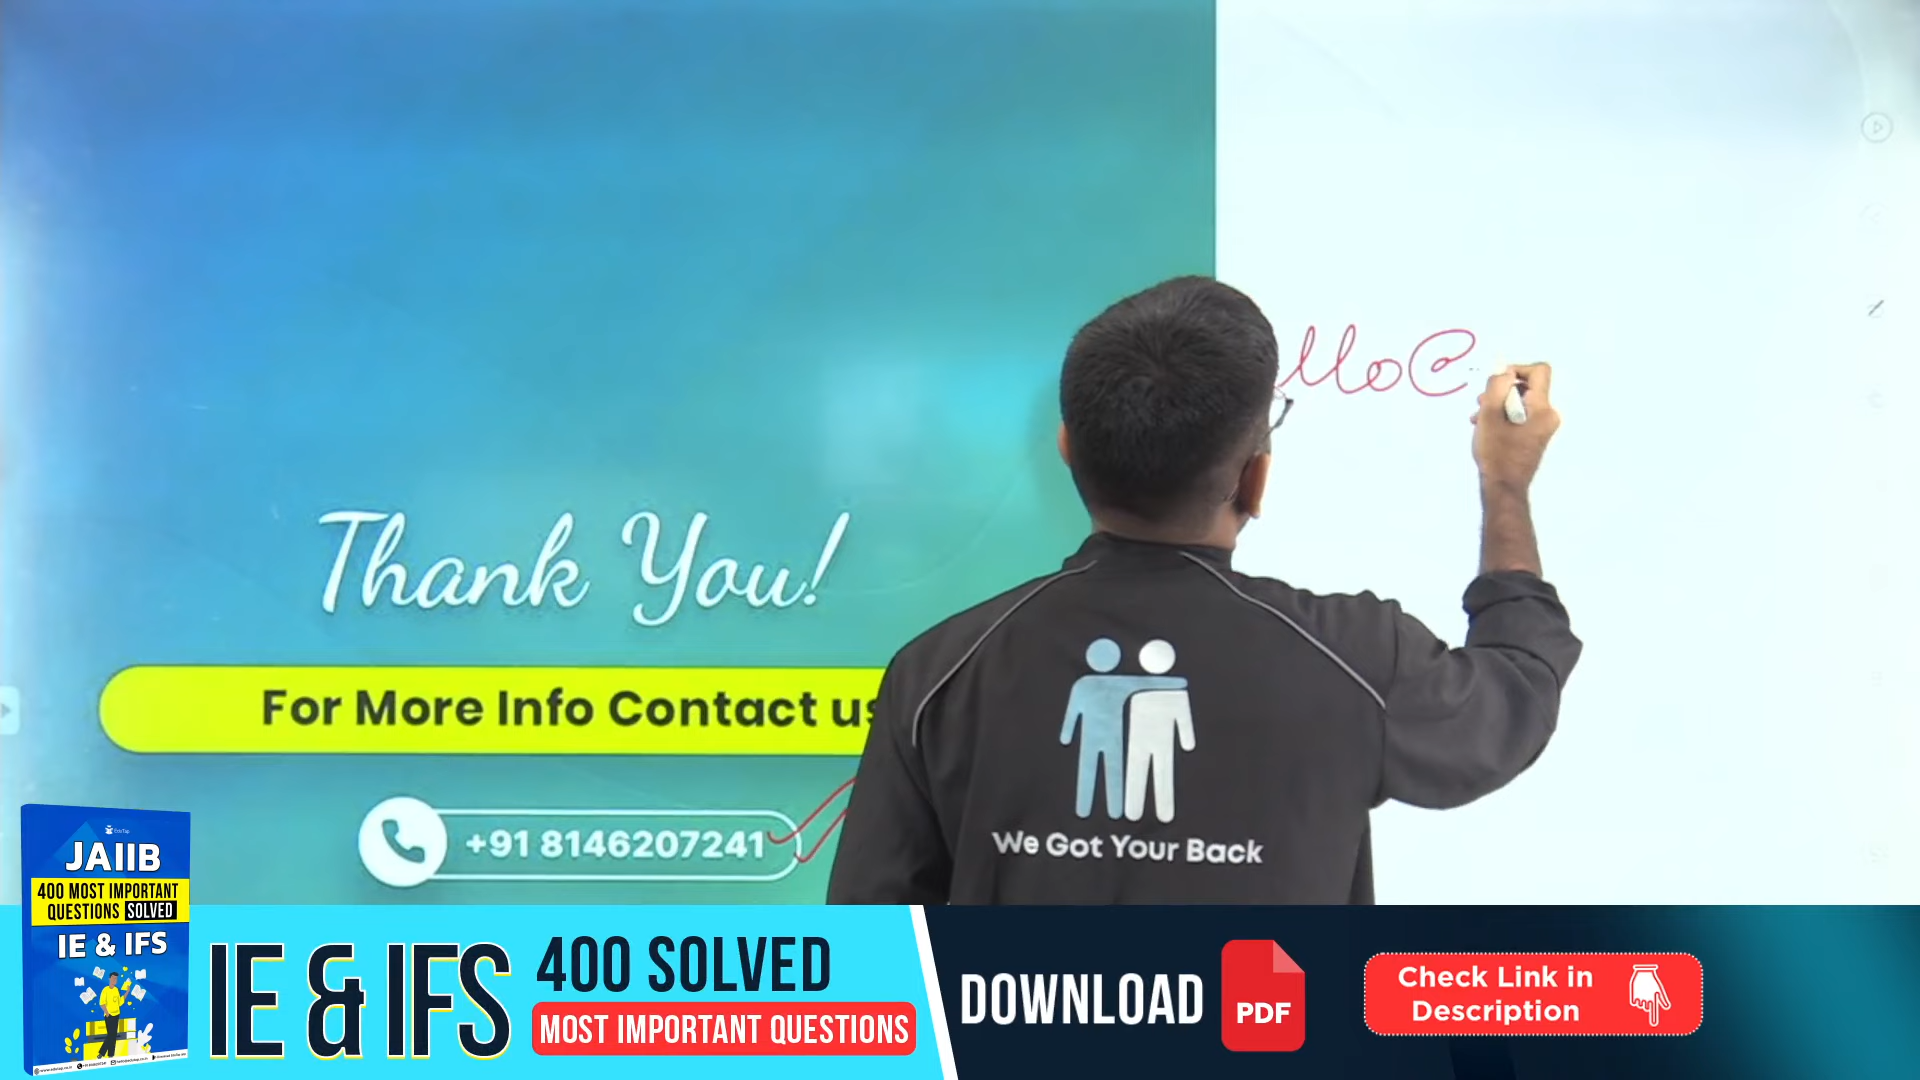 llo@
Thank You!
For More Info Contact us
+91 8146207241
We Got Your Back
JAIIB
400 MOST IMPORTANT
QUESTIONS SOLVED
IE & IFS
IE & IFS
400 SOLVED
MOST IMPORTANT QUESTIONS
DOWNLOAD
PDF
Check Link in
Description